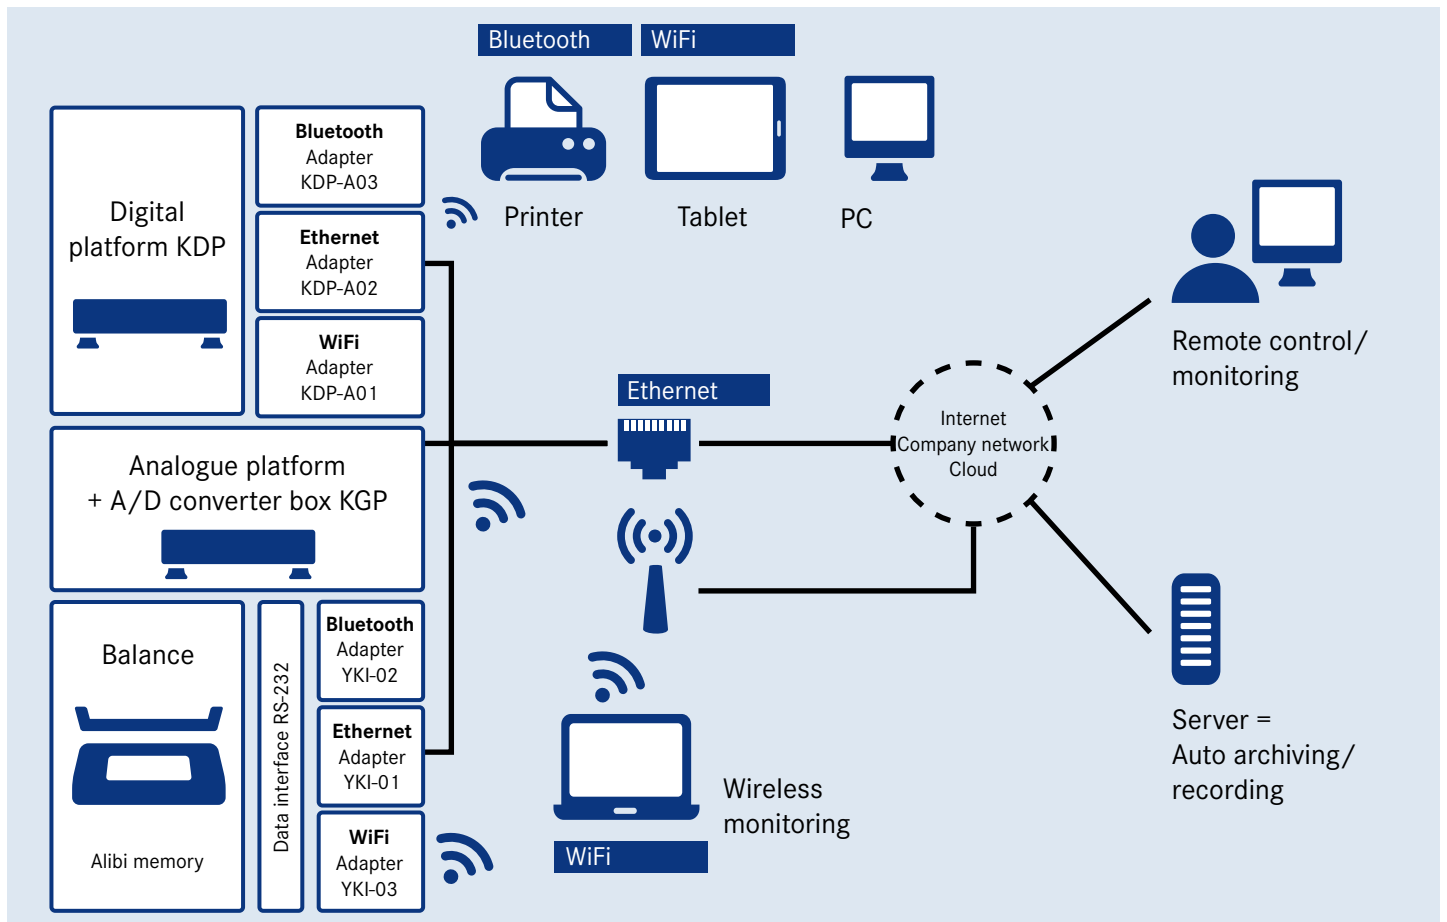 Bluetooth
WiFi
Printer
Tablet
PC
Digital
platform KDP
Bluetooth
Adapter
KDP-A03
Ethernet
Adapter
KDP-A02
WiFi
Adapter
KDP-A01
Analogue platform
+ A/D converter box KGP
Balance
Alibi memory
Data interface RS-232
Bluetooth
Adapter
YKI-02
Ethernet
Adapter
YKI-01
WiFi
Adapter
YKI-03
Ethernet
Wireless
monitoring
WiFi
Internet
Company network
Cloud
Remote control/
monitoring
Server =
Auto archiving/
recording